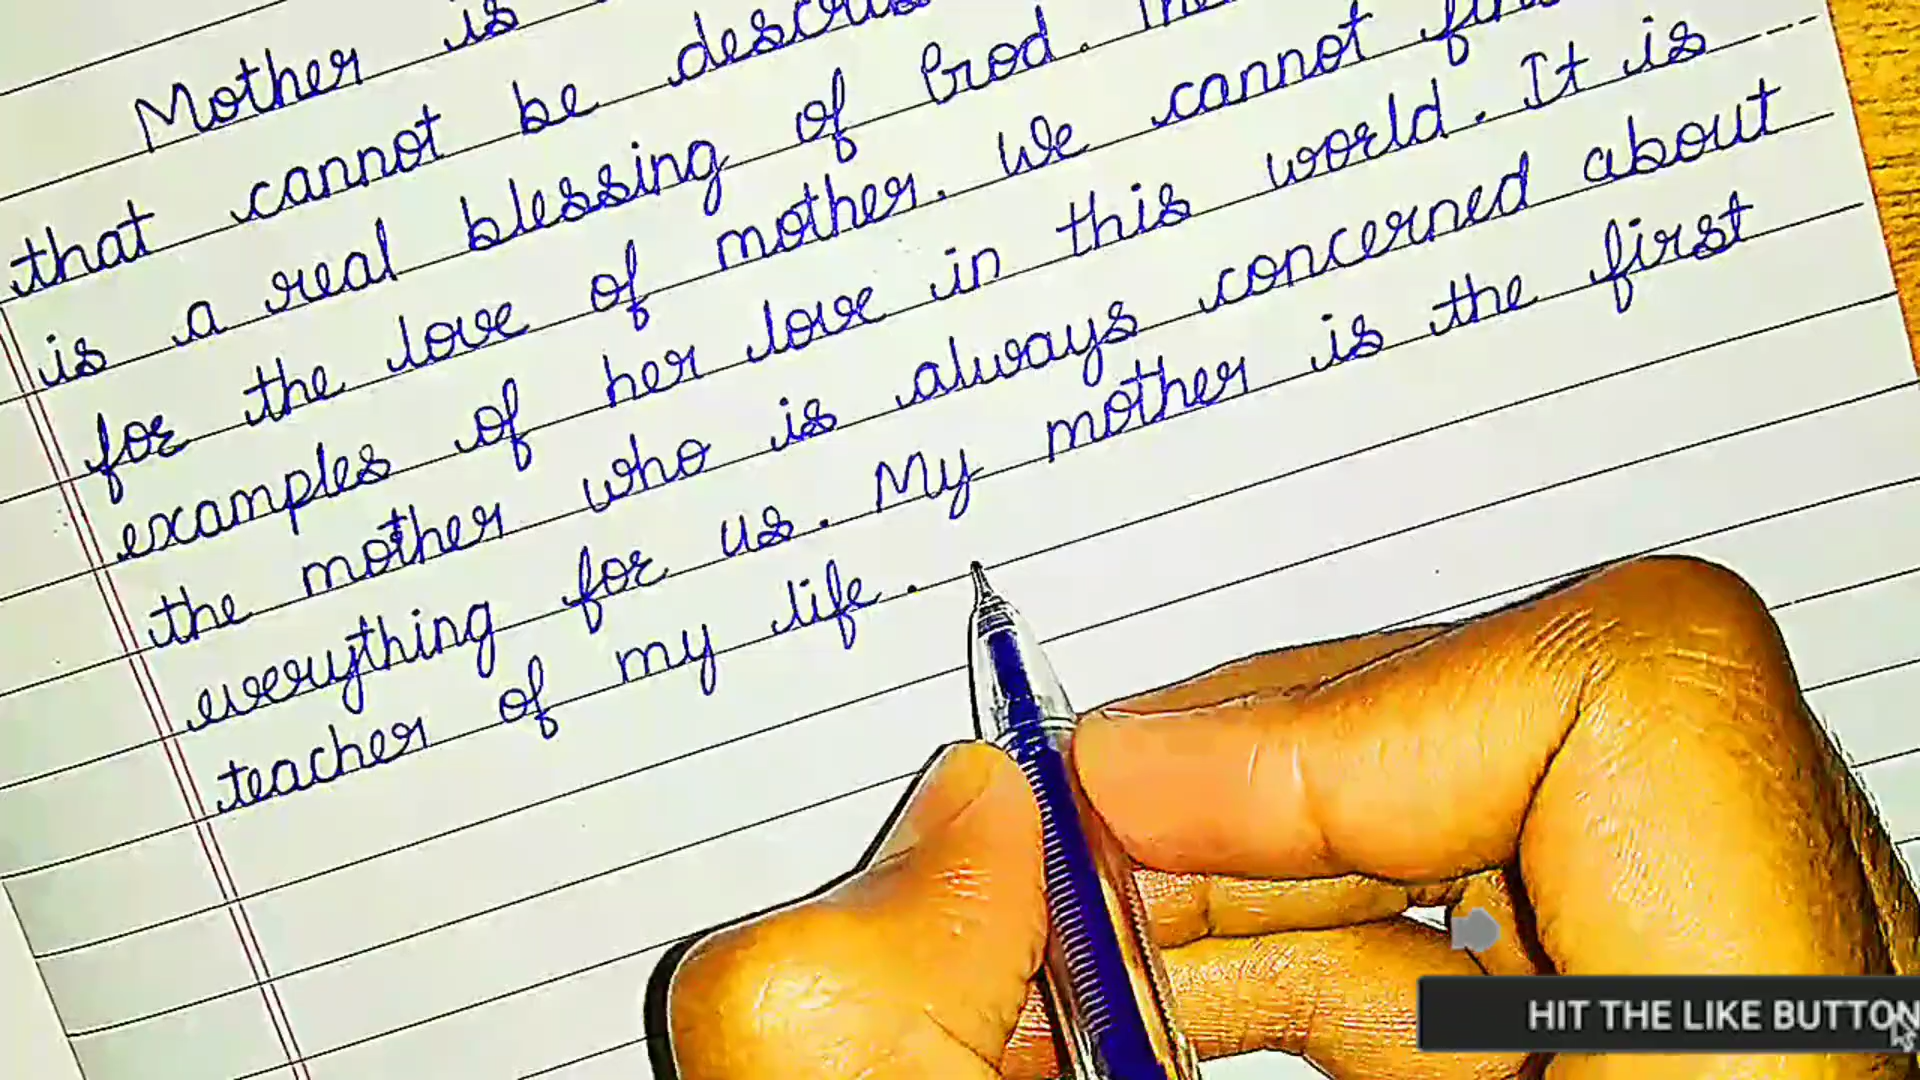 Mother is
that cannot be
is a real blessing of God.
for the love of mother. We cannot
examples of her love in this world. It is
the mother who is always concerned about
everything for us. My mother is the first
teacher of my life.
HIT THE LIKE BUTTON